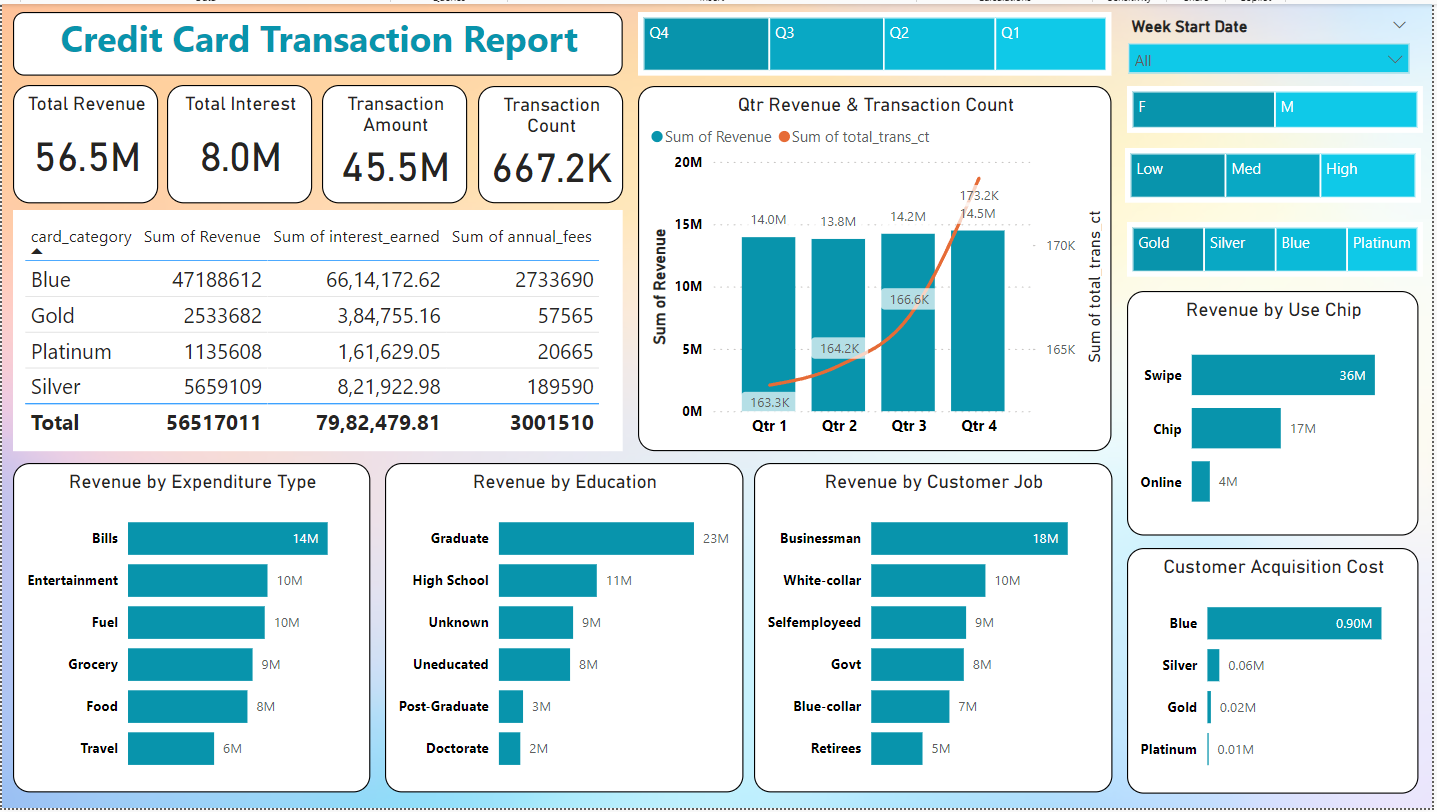 Credit Card Transaction Report
Q4 Q3 Q2 Q1
Week Start Date
All
F M
Low Med High
Gold Silver Blue Platinum
Total Revenue
56.5M
Total Interest
8.0M
Transaction
Amount
45.5M
Transaction
Count
667.2K
card_category Sum of Revenue Sum of interest_earned Sum of annual_fees
Blue 47188612 66,14,172.62 2733690
Gold 2533682 3,84,755.16 57565
Platinum 1135608 1,61,629.05 20665
Silver 5659109 8,21,922.98 189590
Total 56517011 79,82,479.81 3001510
Qtr Revenue & Transaction Count
Sum of Revenue Sum of total_trans_ct
Sum of Revenue
20M
15M
10M
5M
0M
14.0M 13.8M 14.2M 14.5M
163.3K 164.2K 166.6K 173.2K
170K
165K
Sum of total_trans_ct
Qtr 1 Qtr 2 Qtr 3 Qtr 4
Revenue by Use Chip
Swipe 36M
Chip 17M
Online 4M
Revenue by Expenditure Type
Bills 14M
Entertainment 10M
Fuel 10M
Grocery 9M
Food 8M
Travel 6M
Revenue by Education
Graduate 23M
High School 11M
Unknown 9M
Uneducated 8M
Post-Graduate 3M
Doctorate 2M
Revenue by Customer Job
Businessman 18M
White-collar 10M
Selfemployeed 9M
Govt 8M
Blue-collar 7M
Retirees 5M
Customer Acquisition Cost
Blue 0.90M
Silver 0.06M
Gold 0.02M
Platinum 0.01M